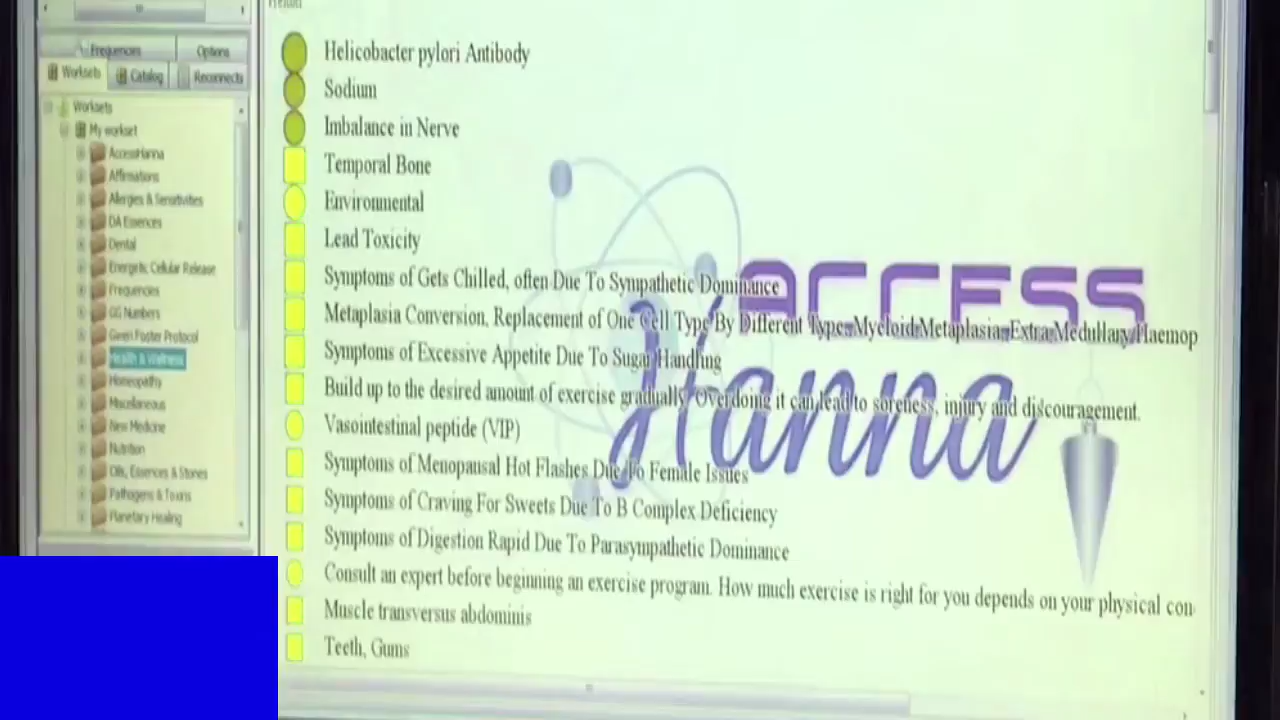 Frequencies Options
Worksets Catalog Reconnects
Worksets
My workset
AccessHanna
Affirmations
Allergies & Sensitivities
DA Essences
Dental
Energetic Cellular Release
Frequencies
GG Numbers
Foster Protocol
Health & Wellness
Homeopathy
Miscellaneous
New Medicine
Nutrition
Oils, Essences & Stones
Pathogens & Toxins
Planetary Healing
Helicobacter pylori Antibody
Sodium
Imbalance in Nerve
Temporal Bone
Environmental
Lead Toxicity
Symptoms of Gets Chilled, often Due To Sympathetic Dominance
Metaplasia Conversion, Replacement of One Cell Type By Different Type-Myeloid Metaplasia-Extra Medullary Haemop
Symptoms of Excessive Appetite Due To Sugar Handling
Build up to the desired amount of exercise gradually. Overdoing it can lead to soreness, injury and discouragement.
Vasointestinal peptide (VIP)
Symptoms of Menopausal Hot Flashes Due To Female Issues
Symptoms of Craving For Sweets Due To B Complex Deficiency
Symptoms of Digestion Rapid Due To Parasympathetic Dominance
Consult an expert before beginning an exercise program. How much exercise is right for you depends on your physical con
Muscle transversus abdominis
Teeth, Gums
ACCESS
Hanna